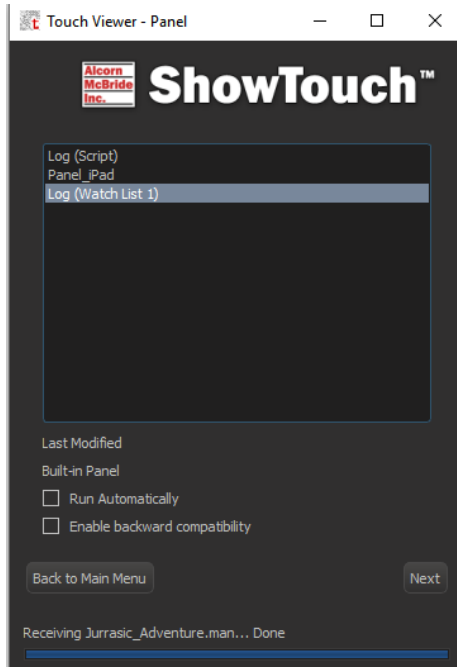 Touch Viewer - Panel
Alcorn
McBride
Inc.
ShowTouch™
Log (Script)
Panel_iPad
Log (Watch List 1)
Last Modified
Built-in Panel
Run Automatically
Enable backward compatibility
Back to Main Menu
Next
Receiving Jurrasic_Adventure.man... Done